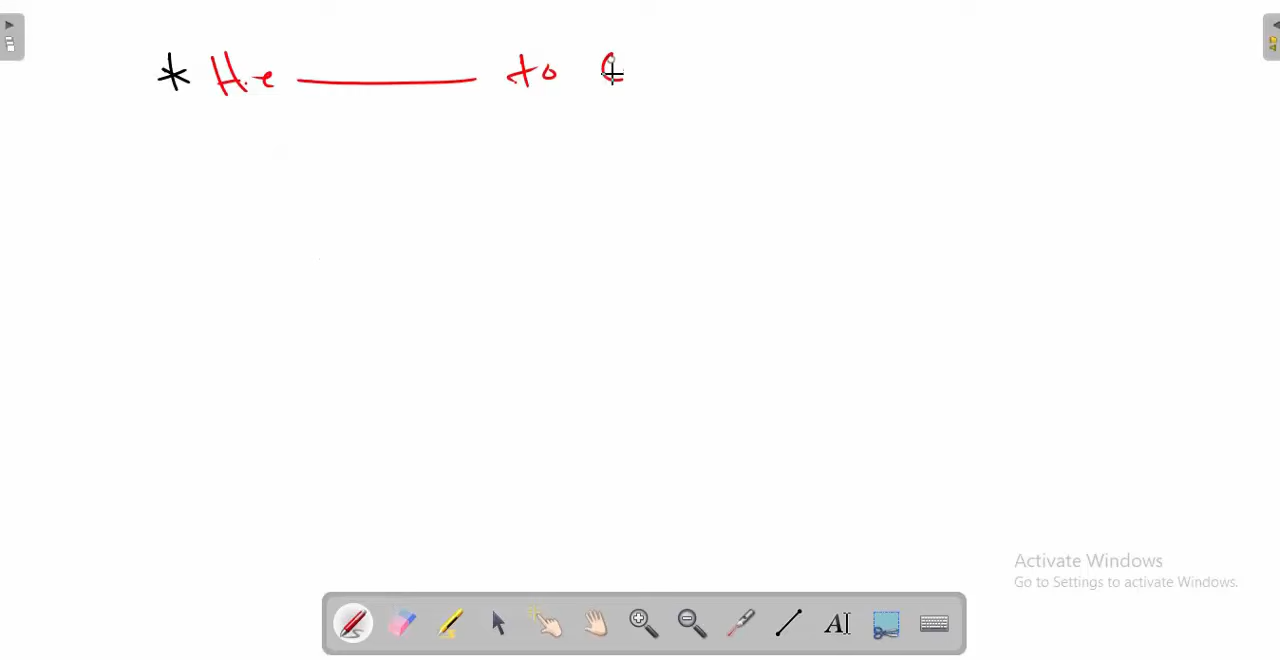 * He ______ to C
Activate Windows
Go to Settings to activate Windows.